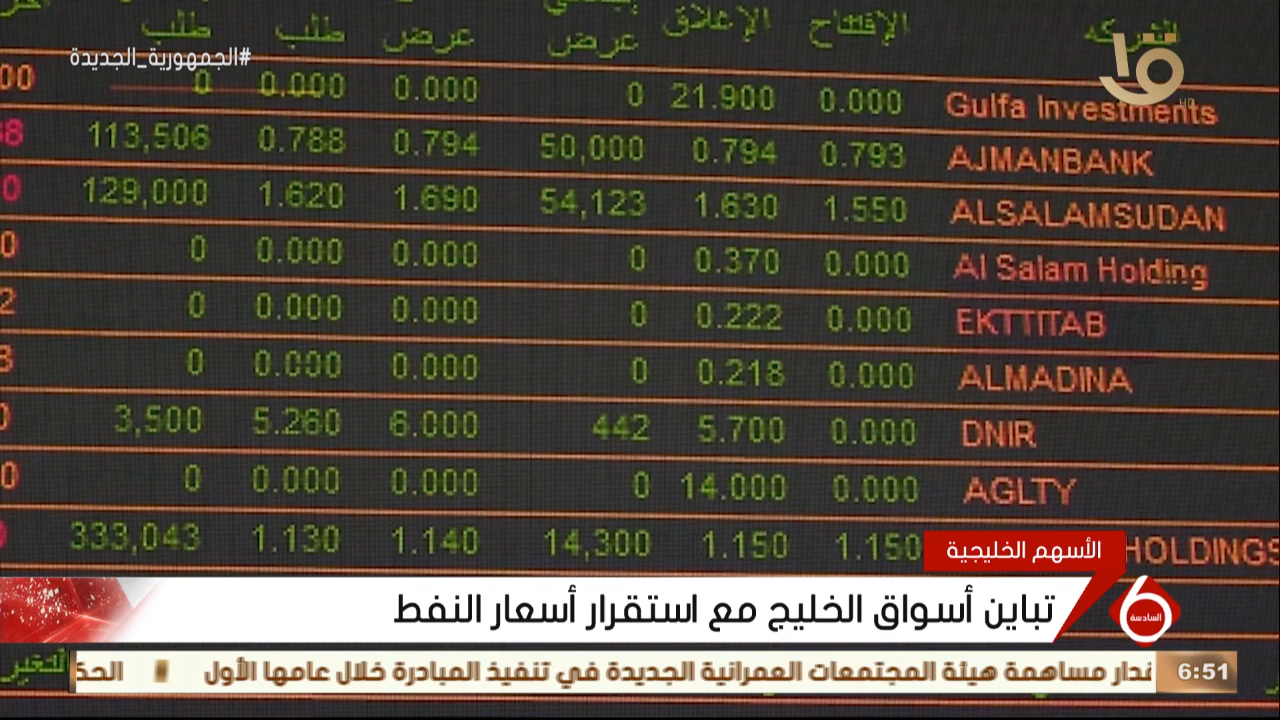 الشركه الإفتتاح الإغلاق عرض عرض طلب طلب
#الجمهورية_الجديدة
HD
Gulfa Investments 0.000 21.900 0 0.000 0.000 0
AJMANBANK 0.793 0.794 50,000 0.794 0.788 113,506
ALSALAMSUDAN 1.550 1.630 54,123 1.690 1.620 129,000
Al Salam Holding 0.000 0.370 0 0.000 0.000 0
EKTTITAB 0.000 0.222 0 0.000 0.000 0
ALMADINA 0.000 0.218 0 0.000 0.000 0
DNIR 0.000 5.700 442 6.000 5.260 3,500
AGLTY 0.000 14.000 0 0.000 0.000 0
HOLDINGS 1.150 1.150 14,300 1.140 1.130 333,043
الأسهم الخليجية
تباين أسواق الخليج مع استقرار أسعار النفط
السادسة
6:51
مساهمة هيئة المجتمعات العمرانية الجديدة في تنفيذ المبادرة خلال عامها الأول